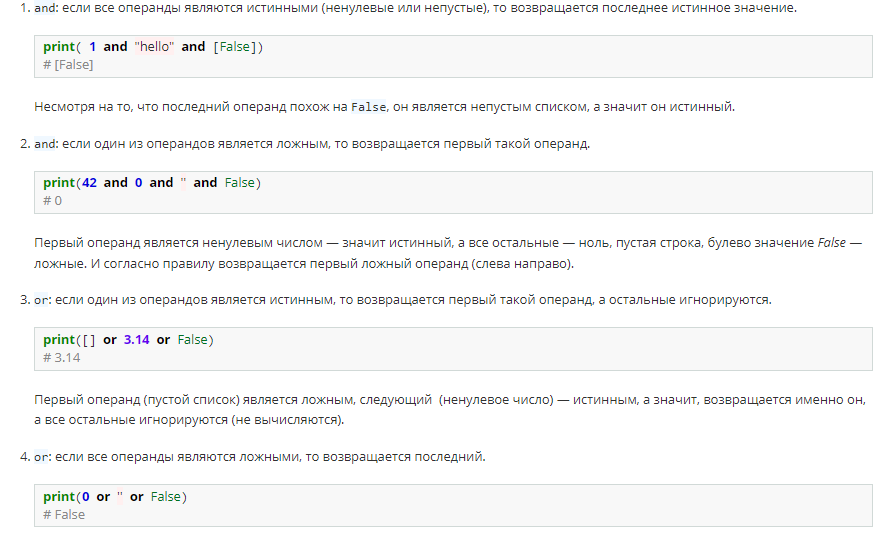 1. and: если все операнды являются истинными (ненулевые или непустые), то возвращается последнее истинное значение.
print( 1 and "hello" and [False])
# [False]
Несмотря на то, что последний операнд похож на False, он является непустым списком, а значит он истинный.
2. and: если один из операндов является ложным, то возвращается первый такой операнд.
print(42 and 0 and '' and False)
# 0
Первый операнд является ненулевым числом — значит истинный, а все остальные — ноль, пустая строка, булево значение False —
ложные. И согласно правилу возвращается первый ложный операнд (слева направо).
3. or: если один из операндов является истинным, то возвращается первый такой операнд, а остальные игнорируются.
print([] or 3.14 or False)
# 3.14
Первый операнд (пустой список) является ложным, следующий (ненулевое число) — истинным, а значит, возвращается именно он,
а все остальные игнорируются (не вычисляются).
4. or: если все операнды являются ложными, то возвращается последний.
print(0 or '' or False)
# False